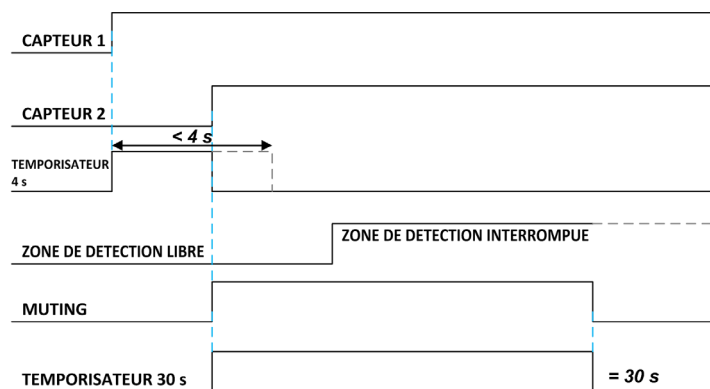 CAPTEUR 1
CAPTEUR 2
< 4 s
TEMPORISATEUR
4 s
ZONE DE DETECTION INTERROMPUE
ZONE DE DETECTION LIBRE
MUTING
TEMPORISATEUR 30 s
= 30 s